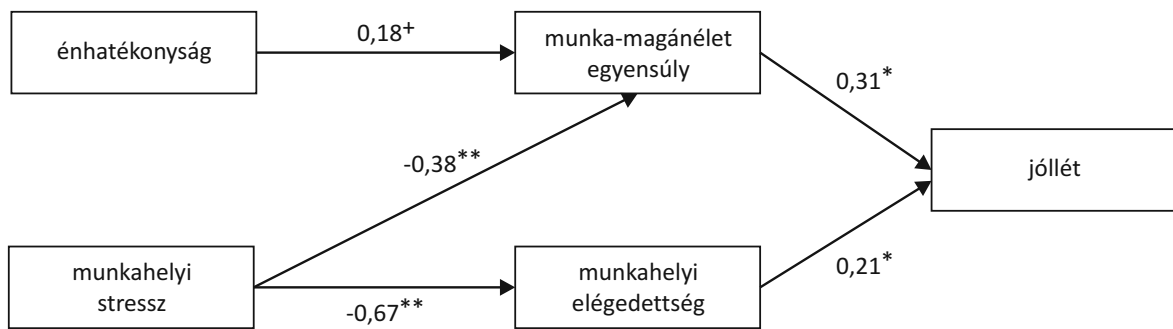 énhatékonyság
0,18+
munka-magánélet
egyensúly
0,31*
-0,38**
jóllét
munkahelyi
stressz
-0,67**
munkahelyi
elégedettség
0,21*